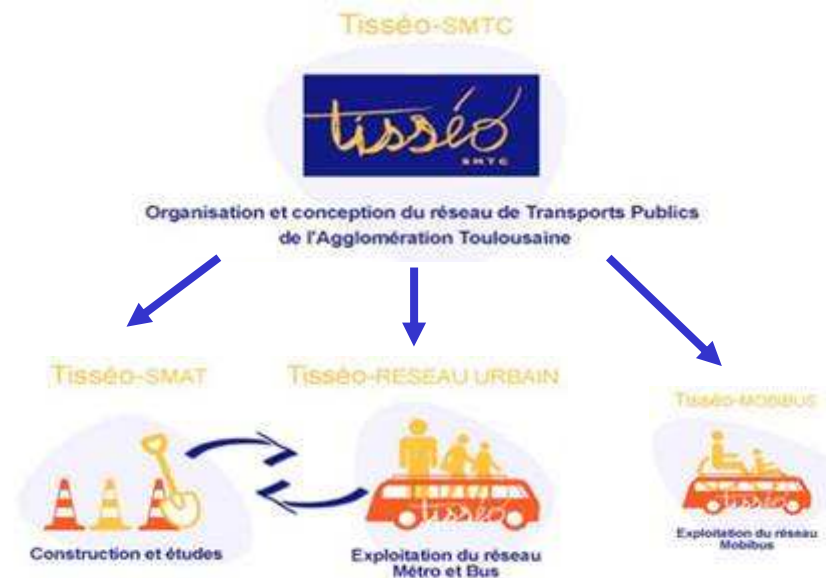 Tisséo-SMTC
tisséo
SMTC
Organisation et conception du réseau de Transports Publics
de l'Agglomération Toulousaine
Tisséo-SMAT
Tisséo-RESEAU URBAIN
Tisséo-MOBIBUS
tisséo
tisséo
Construction et études
Exploitation du réseau
Métro et Bus
Exploitation du réseau
Mobibus